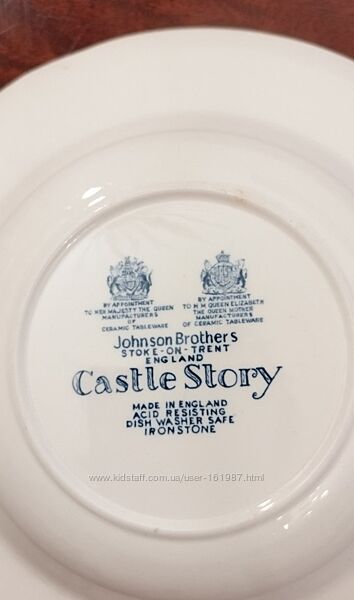 BY APPOINTMENT
TO HER MAJESTY THE QUEEN
MANUFACTURERS
OF
CERAMIC TABLEWARE
BY APPOINTMENT
TO H M QUEEN ELIZABETH
THE QUEEN MOTHER
MANUFACTURERS
OF CERAMIC TABLEWARE
Johnson Brothers
STOKE-ON-TRENT
ENGLAND
Castle Story
MADE IN ENGLAND
ACID RESISTING
DISH WASHER SAFE
IRONSTONE
www.kidstaff.com.ua/user-161987.html